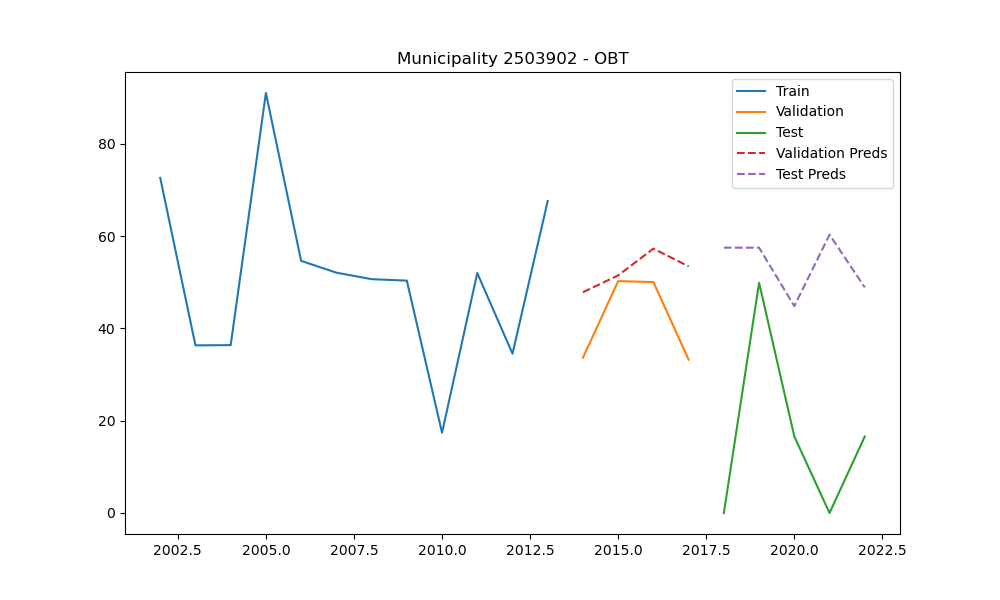 Municipality 2503902 - OBT
Train
Validation
Test
Validation Preds
Test Preds
80
60
40
20
0
2002.5 2005.0 2007.5 2010.0 2012.5 2015.0 2017.5 2020.0 2022.5